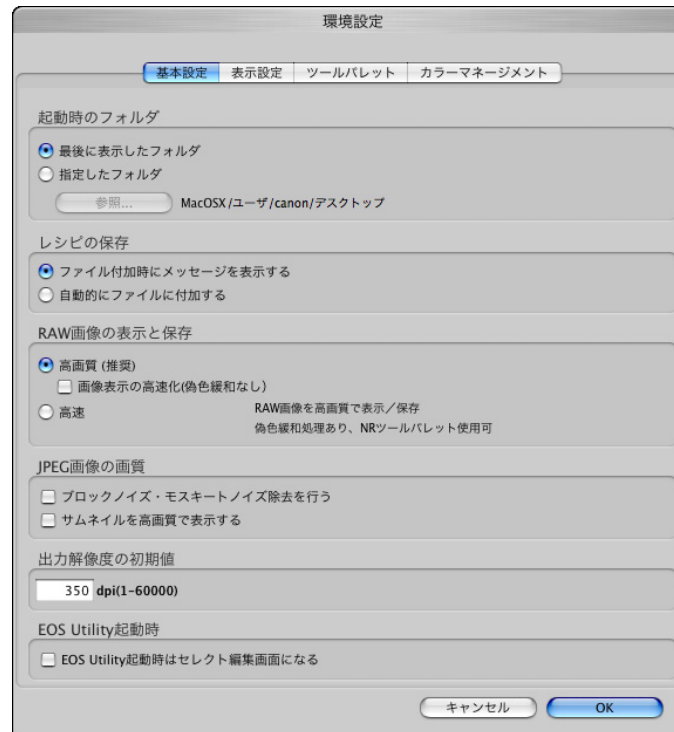 環境設定
基本設定 表示設定 ツールパレット カラーマネージメント
起動時のフォルダ
最後に表示したフォルダ
指定したフォルダ
参照... MacOSX/ユーザ/canon/デスクトップ
レシピの保存
ファイル付加時にメッセージを表示する
自動的にファイルに付加する
RAW画像の表示と保存
高画質 (推奨)
画像表示の高速化(偽色緩和なし)
高速 RAW画像を高画質で表示／保存
偽色緩和処理あり、NRツールパレット使用可
JPEG画像の画質
ブロックノイズ・モスキートノイズ除去を行う
サムネイルを高画質で表示する
出力解像度の初期値
350 dpi(1-60000)
EOS Utility起動時
EOS Utility起動時はセレクト編集画面になる
キャンセル OK